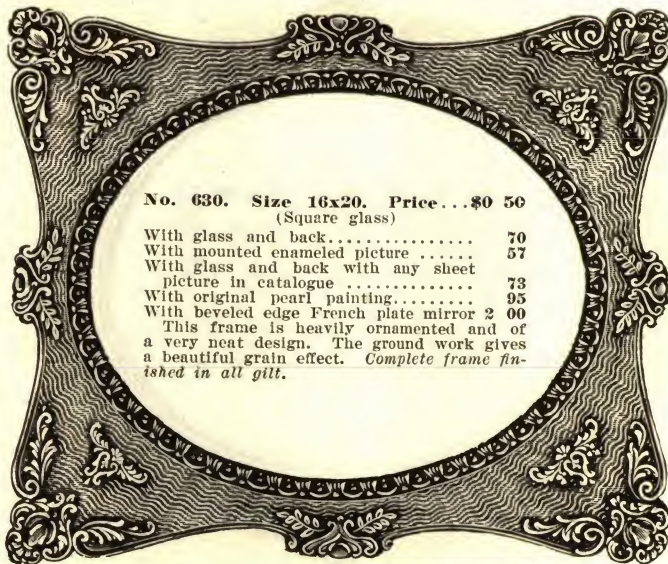 No. 630. Size 16x20. Price...$0 50
(Square glass)
With glass and back................ 70
With mounted enameled picture ...... 57
With glass and back with any sheet
picture in catalogue .............. 73
With original pearl painting......... 95
With beveled edge French plate mirror 2 00
This frame is heavily ornamented and of
a very neat design. The ground work gives
a beautiful grain effect. Complete frame fin-
ished in all gilt.